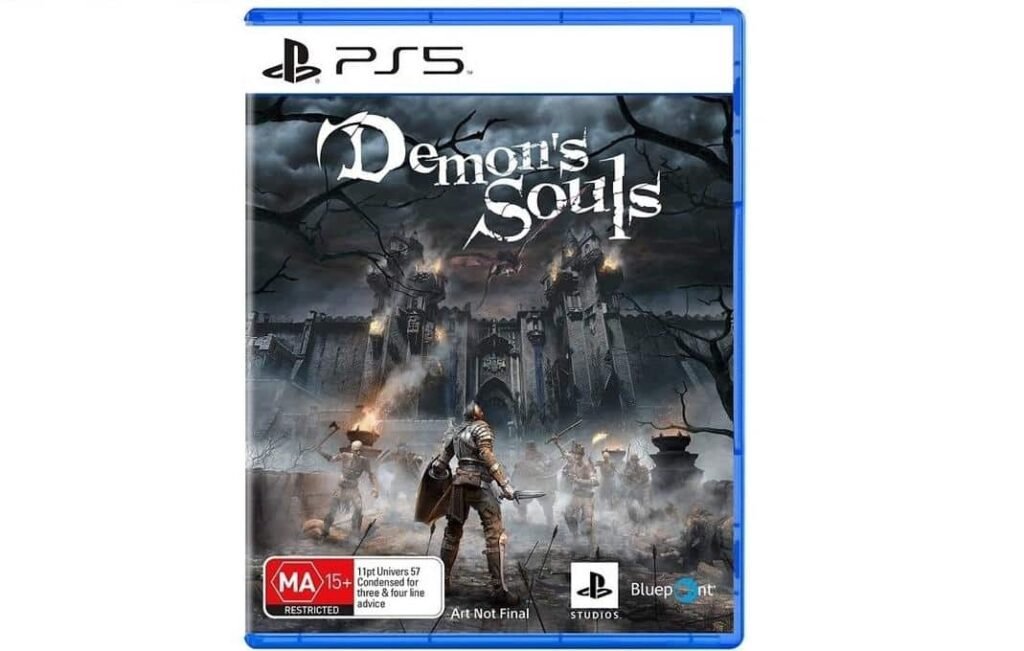 PS5
Demon's
Souls
MA 15+
RESTRICTED
11pt Univers 57
Condensed for
three & four line
advice
Art Not Final
STUDIOS
Bluepoint